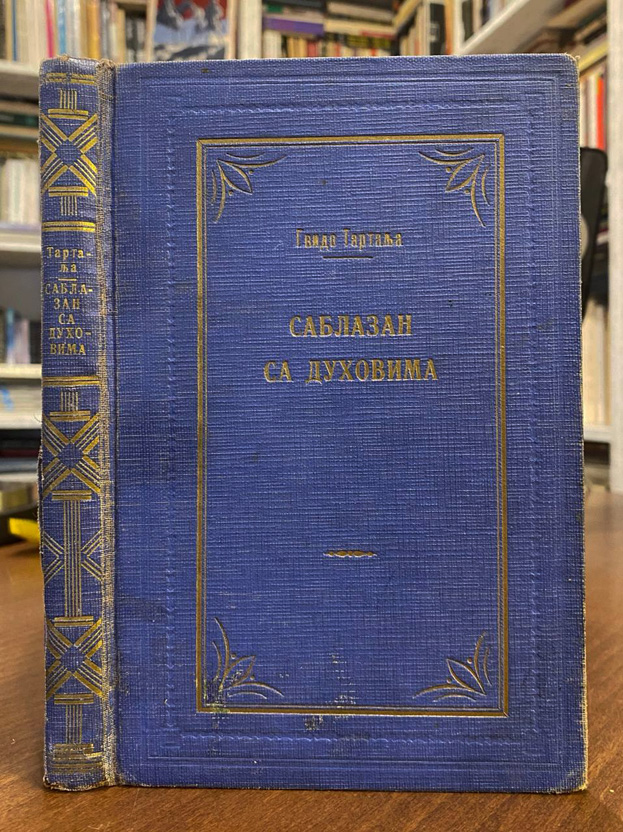 Тарта-
ља
САБЛА-
ЗАН
СА
ДУХО-
ВИМА
Гвидо Тартаља
САБЛАЗАН
СА ДУХОВИМА